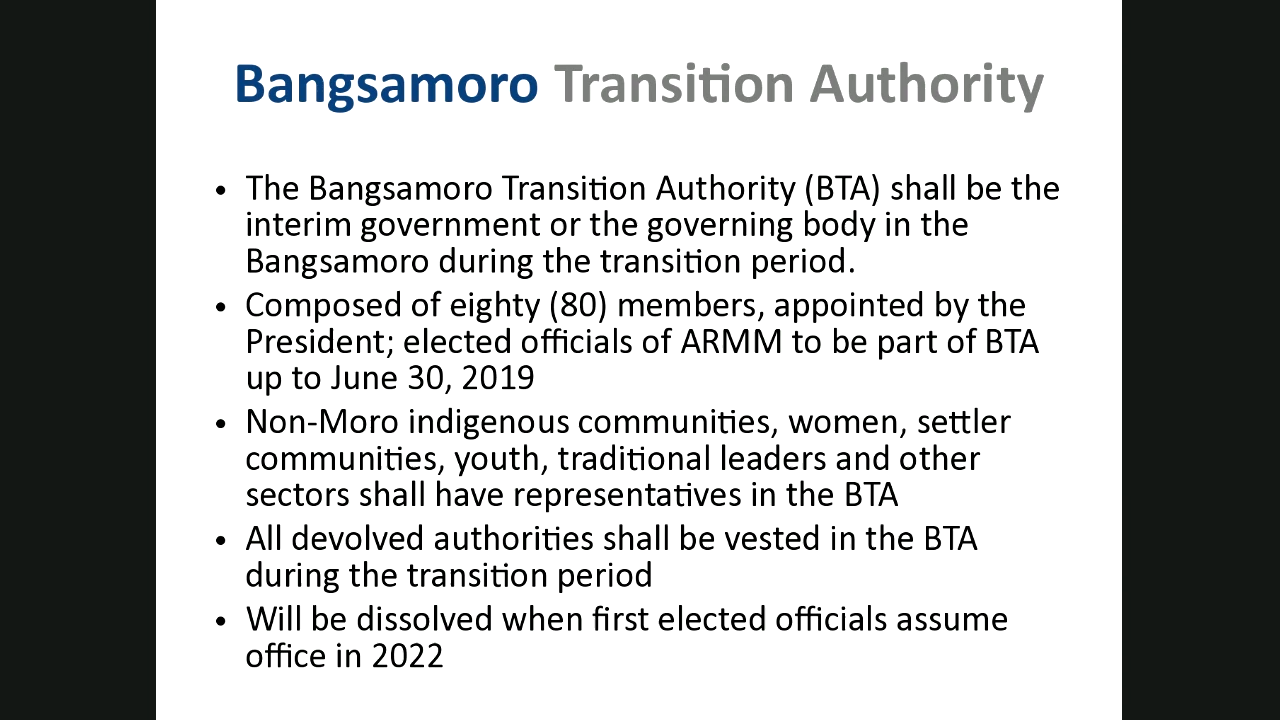 Bangsamoro Transition Authority
• The Bangsamoro Transition Authority (BTA) shall be the
interim government or the governing body in the
Bangsamoro during the transition period.
• Composed of eighty (80) members, appointed by the
President; elected officials of ARMM to be part of BTA
up to June 30, 2019
• Non-Moro indigenous communities, women, settler
communities, youth, traditional leaders and other
sectors shall have representatives in the BTA
• All devolved authorities shall be vested in the BTA
during the transition period
• Will be dissolved when first elected officials assume
office in 2022